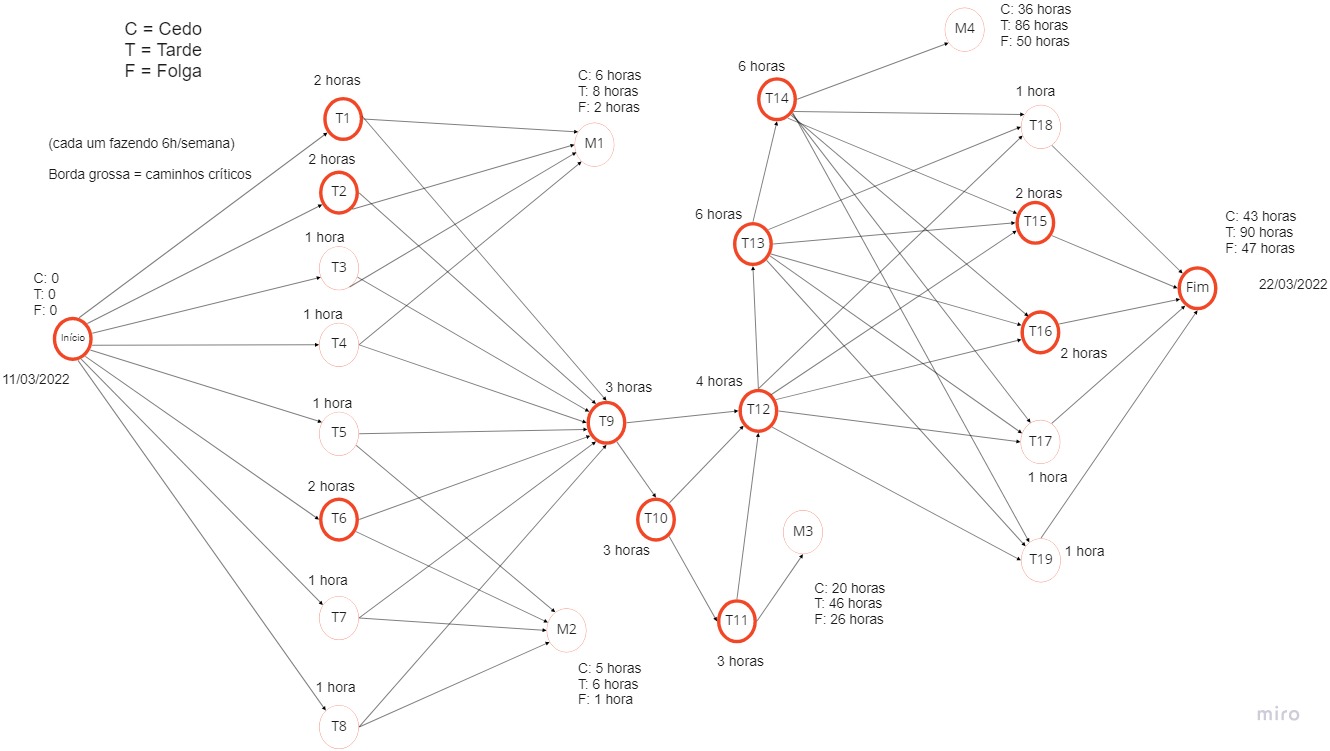 C = Cedo
T = Tarde
F = Folga
(cada um fazendo 6h/semana)
Borda grossa = caminhos críticos
C: 0
T: 0
F: 0
Início
11/03/2022
2 horas
T1
2 horas
T2
1 hora
T3
1 hora
T4
1 hora
T5
2 horas
T6
1 hora
T7
1 hora
T8
C: 6 horas
T: 8 horas
F: 2 horas
M1
3 horas
T9
T10
3 horas
M2
C: 5 horas
T: 6 horas
F: 1 hora
T11
3 horas
M3
C: 20 horas
T: 46 horas
F: 26 horas
4 horas
T12
6 horas
T13
6 horas
T14
M4
C: 36 horas
T: 86 horas
F: 50 horas
1 hora
T18
2 horas
T15
T16
2 horas
T17
1 hora
T19
1 hora
C: 43 horas
T: 90 horas
F: 47 horas
Fim
22/03/2022
miro